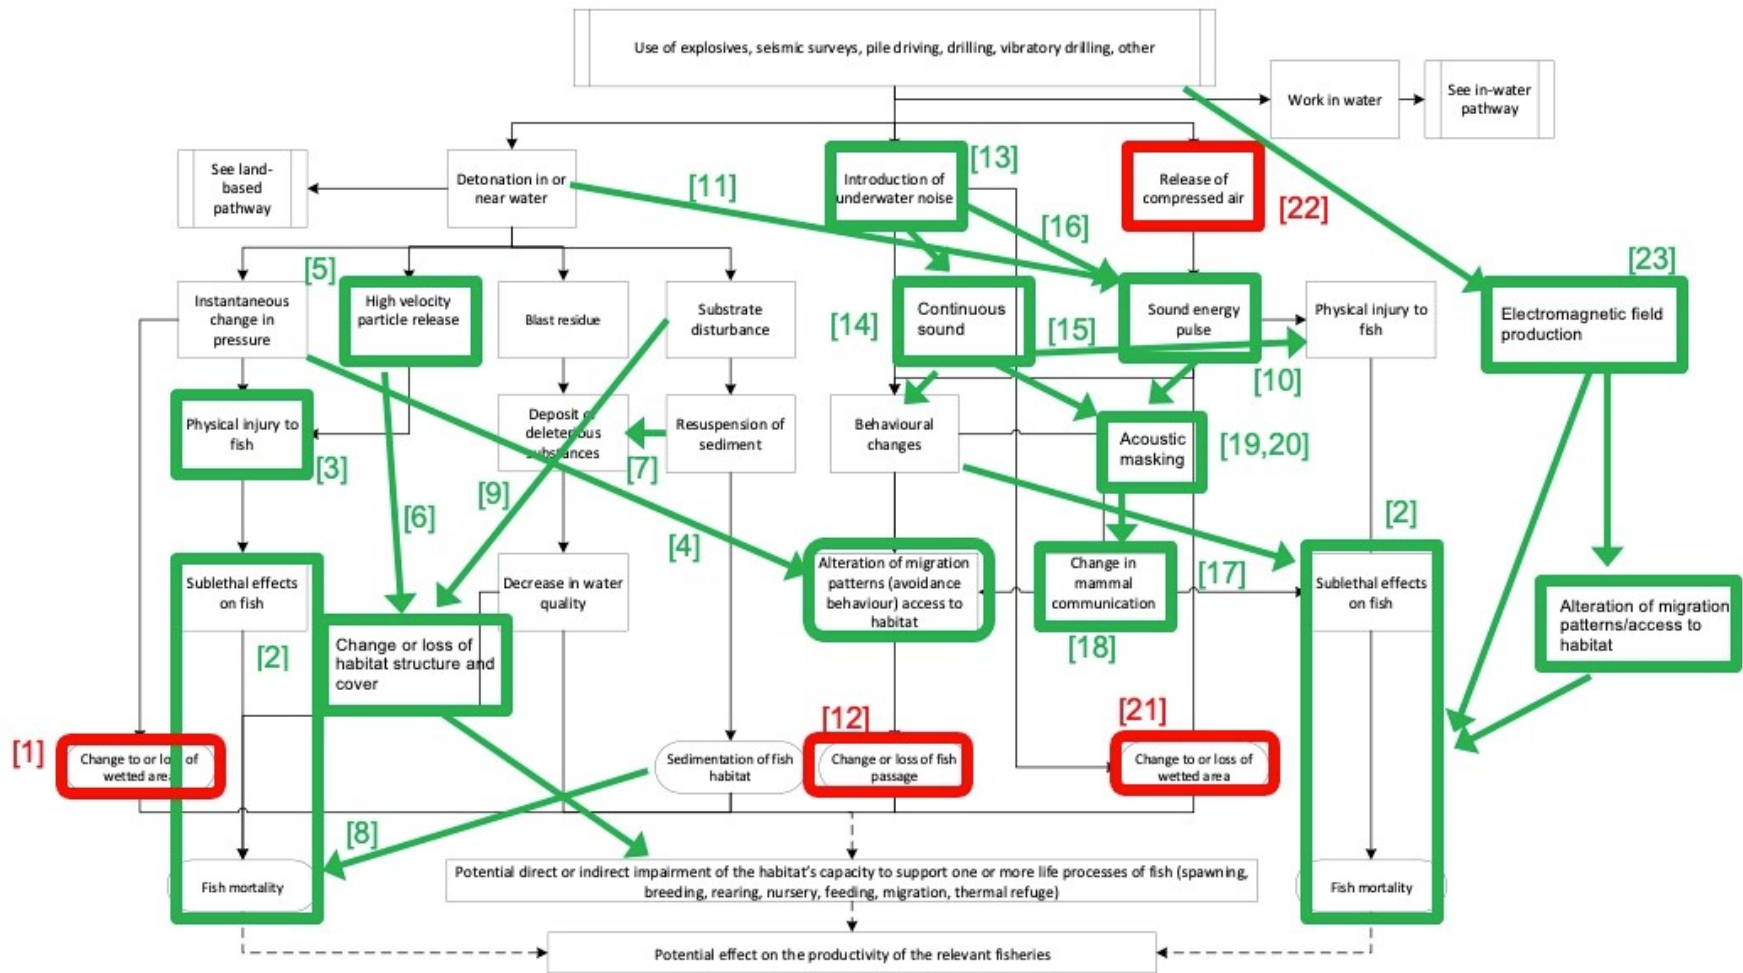 Use of explosives, seismic surveys, pile driving, drilling, vibratory drilling, other
Work in water
See in-water
pathway
See land-
based
pathway
Detonation in or
near water
[11]
Introduction of
underwater noise
[13]
[16]
Release of
compressed air
[22]
[23]
[5]
Instantaneous
change in
pressure
High velocity
particle release
Blast residue
Substrate
disturbance
[14]
Continuous
sound
[15]
Sound energy
pulse
[10]
Physical injury to
fish
Electromagnetic field
production
Physical injury to
fish
[3]
Deposit of
deleterious
substances
[7]
Resuspension of
sediment
Behavioural
changes
Acoustic
masking
[19,20]
[6]
[9]
[4]
[2]
Sublethal effects
on fish
[2]
Decrease in water
quality
Alteration of migration
patterns (avoidance
behaviour) access to
habitat
Change in
mammal
communication
[17]
[18]
Sublethal effects
on fish
Alteration of migration
patterns/access to
habitat
Change or loss of
habitat structure and
cover
[1]
Change to or loss of
wetted area
Sedimentation of fish
habitat
[12]
Change or loss of fish
passage
[21]
Change to or loss of
wetted area
[8]
Fish mortality
Potential direct or indirect impairment of the habitat's capacity to support one or more life processes of fish (spawning,
breeding, rearing, nursery, feeding, migration, thermal refuge)
Fish mortality
Potential effect on the productivity of the relevant fisheries